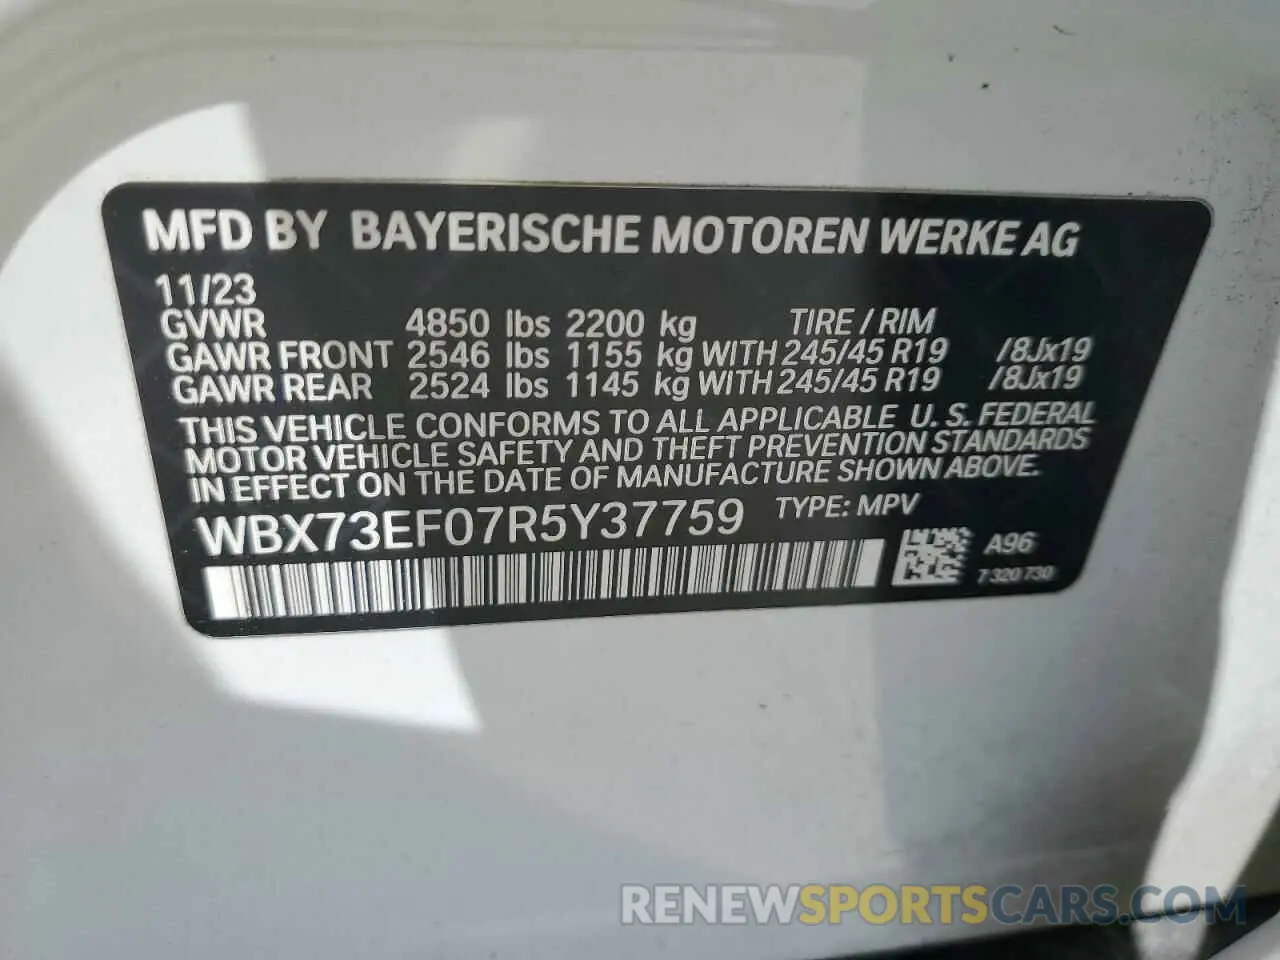 MFD BY BAYERISCHE MOTOREN WERKE AG
11/23
GVWR 4850 lbs 2200 kg TIRE / RIM
GAWR FRONT 2546 lbs 1155 kg WITH 245/45 R19 /8Jx19
GAWR REAR 2524 lbs 1145 kg WITH 245/45 R19 /8Jx19
THIS VEHICLE CONFORMS TO ALL APPLICABLE U. S. FEDERAL
MOTOR VEHICLE SAFETY AND THEFT PREVENTION STANDARDS
IN EFFECT ON THE DATE OF MANUFACTURE SHOWN ABOVE.
WBX73EF07R5Y37759 TYPE: MPV
A96
7 320 730
RENEWSPORTSCARS.COM